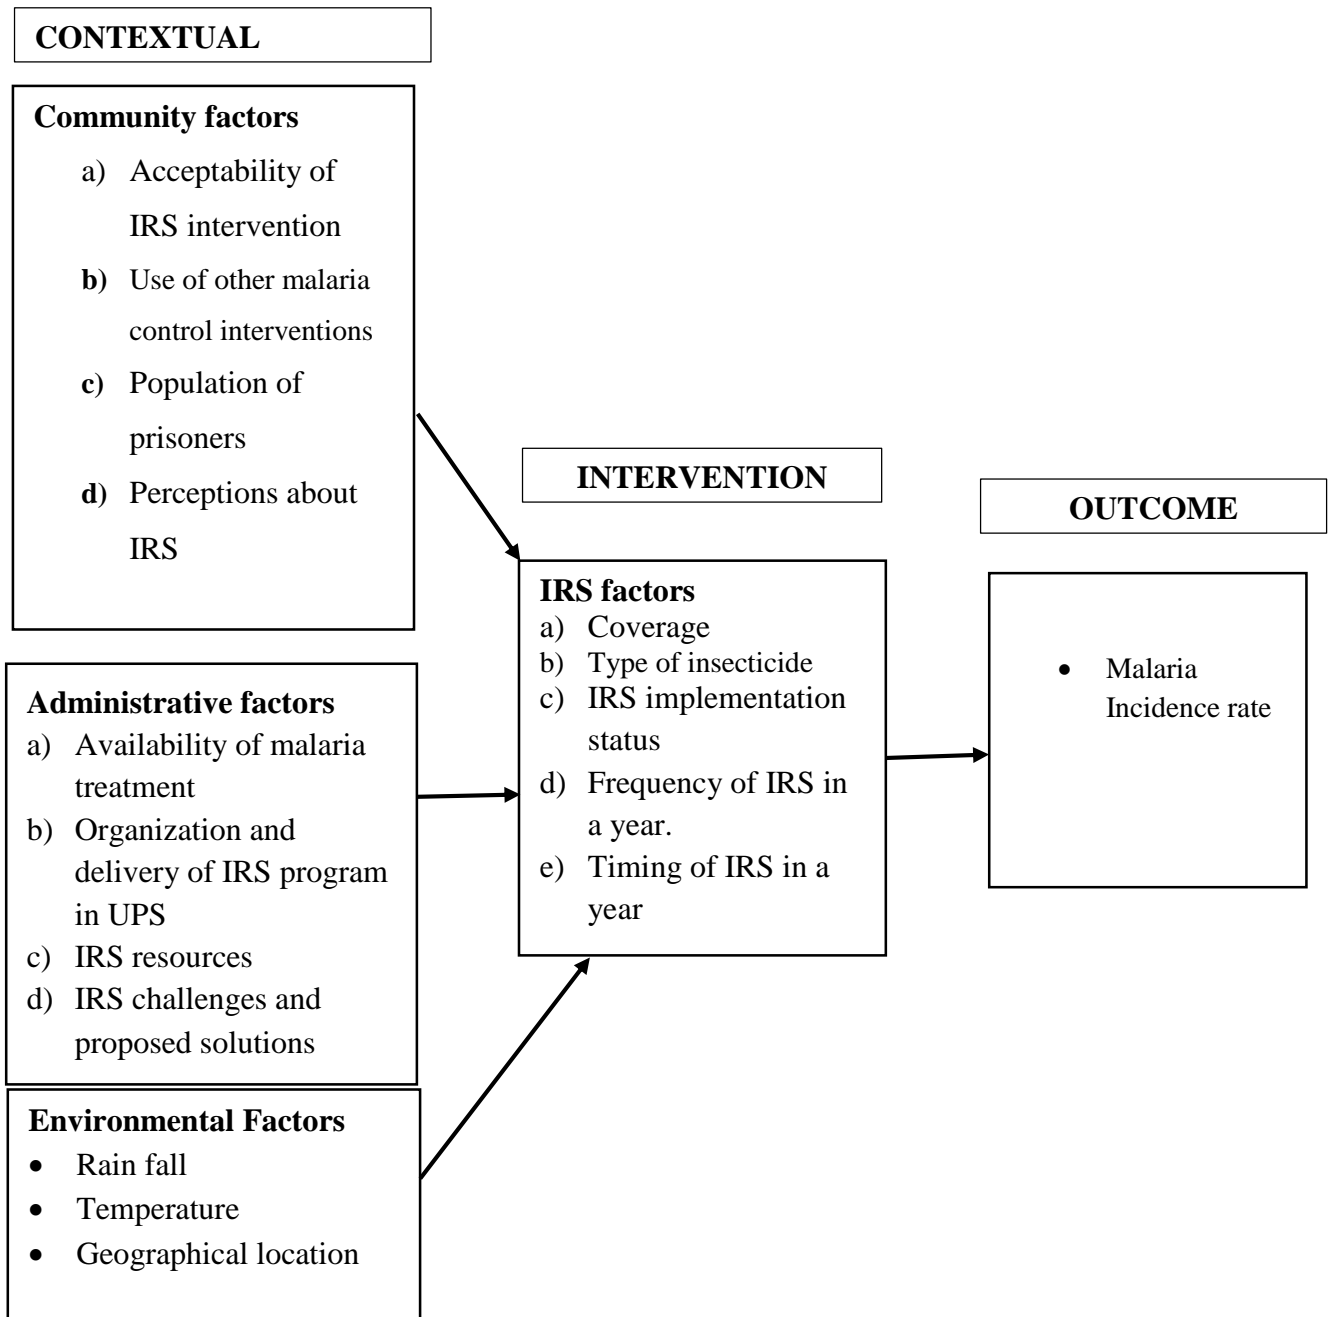 CONTEXTUAL
Community factors
a) Acceptability of
IRS intervention
b) Use of other malaria
control interventions
c) Population of
prisoners
d) Perceptions about
IRS
Administrative factors
a) Availability of malaria
treatment
b) Organization and
delivery of IRS program
in UPS
c) IRS resources
d) IRS challenges and
proposed solutions
Environmental Factors
• Rain fall
• Temperature
• Geographical location
INTERVENTION
IRS factors
a) Coverage
b) Type of insecticide
c) IRS implementation
status
d) Frequency of IRS in
a year.
e) Timing of IRS in a
year
OUTCOME
• Malaria
Incidence rate